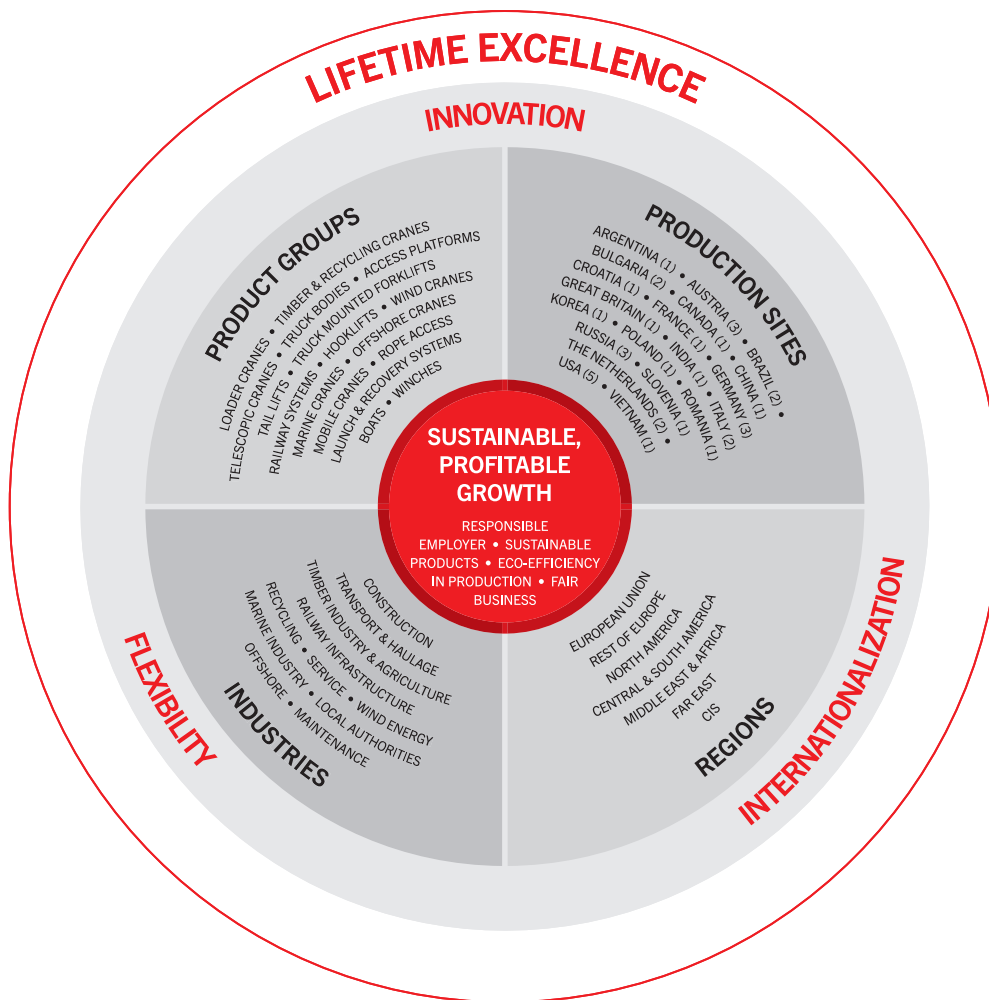 LIFETIME EXCELLENCE
INNOVATION
PRODUCT GROUPS
LOADER CRANES • TIMBER & RECYCLING CRANES
TELESCOPIC CRANES • TRUCK BODIES • ACCESS PLATFORMS
TAIL LIFTS • TRUCK MOUNTED FORKLIFTS
RAILWAY SYSTEMS • HOOKLIFTS • WIND CRANES
MARINE CRANES • OFFSHORE CRANES
MOBILE CRANES • ROPE ACCESS
LAUNCH & RECOVERY SYSTEMS
BOATS • WINCHES
PRODUCTION SITES
ARGENTINA (1) • AUSTRIA (3) • BRAZIL (2) •
BULGARIA (2) • CANADA (1) • CHINA (1)
CROATIA (1) • FRANCE (1) • GERMANY (3)
GREAT BRITAIN (1) • INDIA (1) • ITALY (2)
KOREA (1) • POLAND (1) • ROMANIA (1)
RUSSIA (3) • SLOVENIA (1)
THE NETHERLANDS (2) •
USA (5) • VIETNAM (1)
SUSTAINABLE,
PROFITABLE
GROWTH
RESPONSIBLE
EMPLOYER • SUSTAINABLE
PRODUCTS • ECO-EFFICIENCY
IN PRODUCTION • FAIR
BUSINESS
FLEXIBILITY
INDUSTRIES
CONSTRUCTION
TRANSPORT & HAULAGE
TIMBER INDUSTRY & AGRICULTURE
RAILWAY INFRASTRUCTURE
RECYCLING • SERVICE • WIND ENERGY
MARINE INDUSTRY • LOCAL AUTHORITIES
OFFSHORE • MAINTENANCE
EUROPEAN UNION
REST OF EUROPE
NORTH AMERICA
CENTRAL & SOUTH AMERICA
MIDDLE EAST & AFRICA
FAR EAST
CIS
REGIONS
INTERNATIONALIZATION